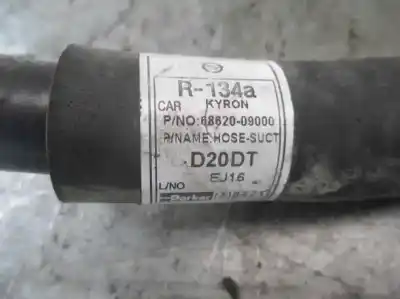 R-134a
CAR KYRON
P/NO:68620-09000
P/NAME:HOSE-SUCT
D20DT
L/NO EJ16
Parker